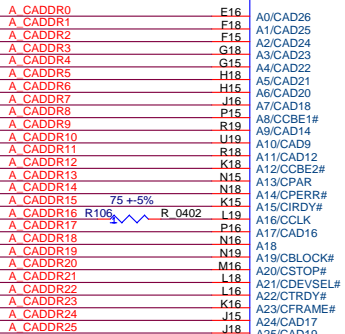 A_CADDR0 E16 A0/CAD26
A_CADDR1 F18 A1/CAD25
A_CADDR2 F15 A2/CAD24
A_CADDR3 G18 A3/CAD23
A_CADDR4 G15 A4/CAD22
A_CADDR5 H18 A5/CAD21
A_CADDR6 H15 A6/CAD20
A_CADDR7 J16 A7/CAD18
A_CADDR8 P15 A8/CCBE1#
A_CADDR9 R19 A9/CAD14
A_CADDR10 U19 A10/CAD9
A_CADDR11 R18 A11/CAD12
A_CADDR12 K18 A12/CCBE2#
A_CADDR13 N15 A13/CPAR
A_CADDR14 N18 A14/CPERR#
A_CADDR15 75 +-5% K15 A15/CIRDY#
A_CADDR16 R106 1 R_0402 L19 A16/CCLK
A_CADDR17 P16 A17/CAD16
A_CADDR18 N16 A18
A_CADDR19 N19 A19/CBLOCK#
A_CADDR20 M16 A20/CSTOP#
A_CADDR21 L18 A21/CDEVSEL#
A_CADDR22 L16 A22/CTRDY#
A_CADDR23 K16 A23/CFRAME#
A_CADDR24 J15 A24/CAD17
A_CADDR25 J18 A25/CAD19